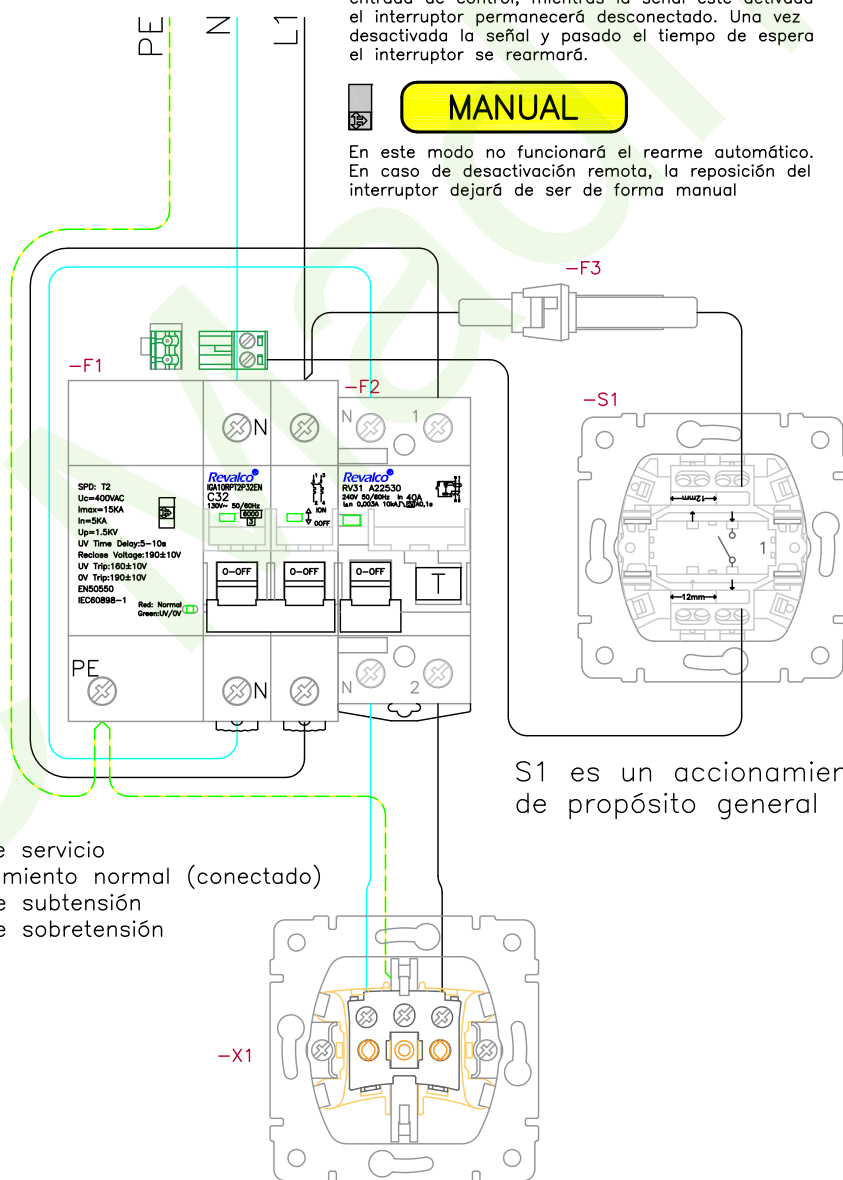 entrada de control, mientras la señal esté activada
el interruptor permanecerá desconectado. Una vez
desactivada la señal y pasado el tiempo de espera
el interruptor se rearmará.
PE
N
L1
MANUAL
En este modo no funcionará el rearme automático.
En caso de desactivación remota, la reposición del
interruptor dejará de ser de forma manual
-F3
-F1
-F2
-S1
N
N
1
SPD: T2
Uc=400VAC
Imax=15KA
In=5KA
Up=1.5KV
UV Time Delay:5-10s
Reclose Voltage:190±10V
UV Trip:160±10V
OV Trip:190±10V
EN50550
IEC60898-1
Red: Normal
Green:UV/OV
Revalco®
IGA10RPT2P32EN
C32
130V~ 50/60Hz
6000
3
ION
OOFF
Revalco®
RV31 A22530
240V 50/60Hz In 40A
IΔn 0,003A 10kA
0-OFF
0-OFF
0-OFF
T
12mm
1
12mm
PE
N
N
2
S1 es un accionamien
de propósito general
e servicio
miento normal (conectado)
e subtensión
e sobretensión
-X1